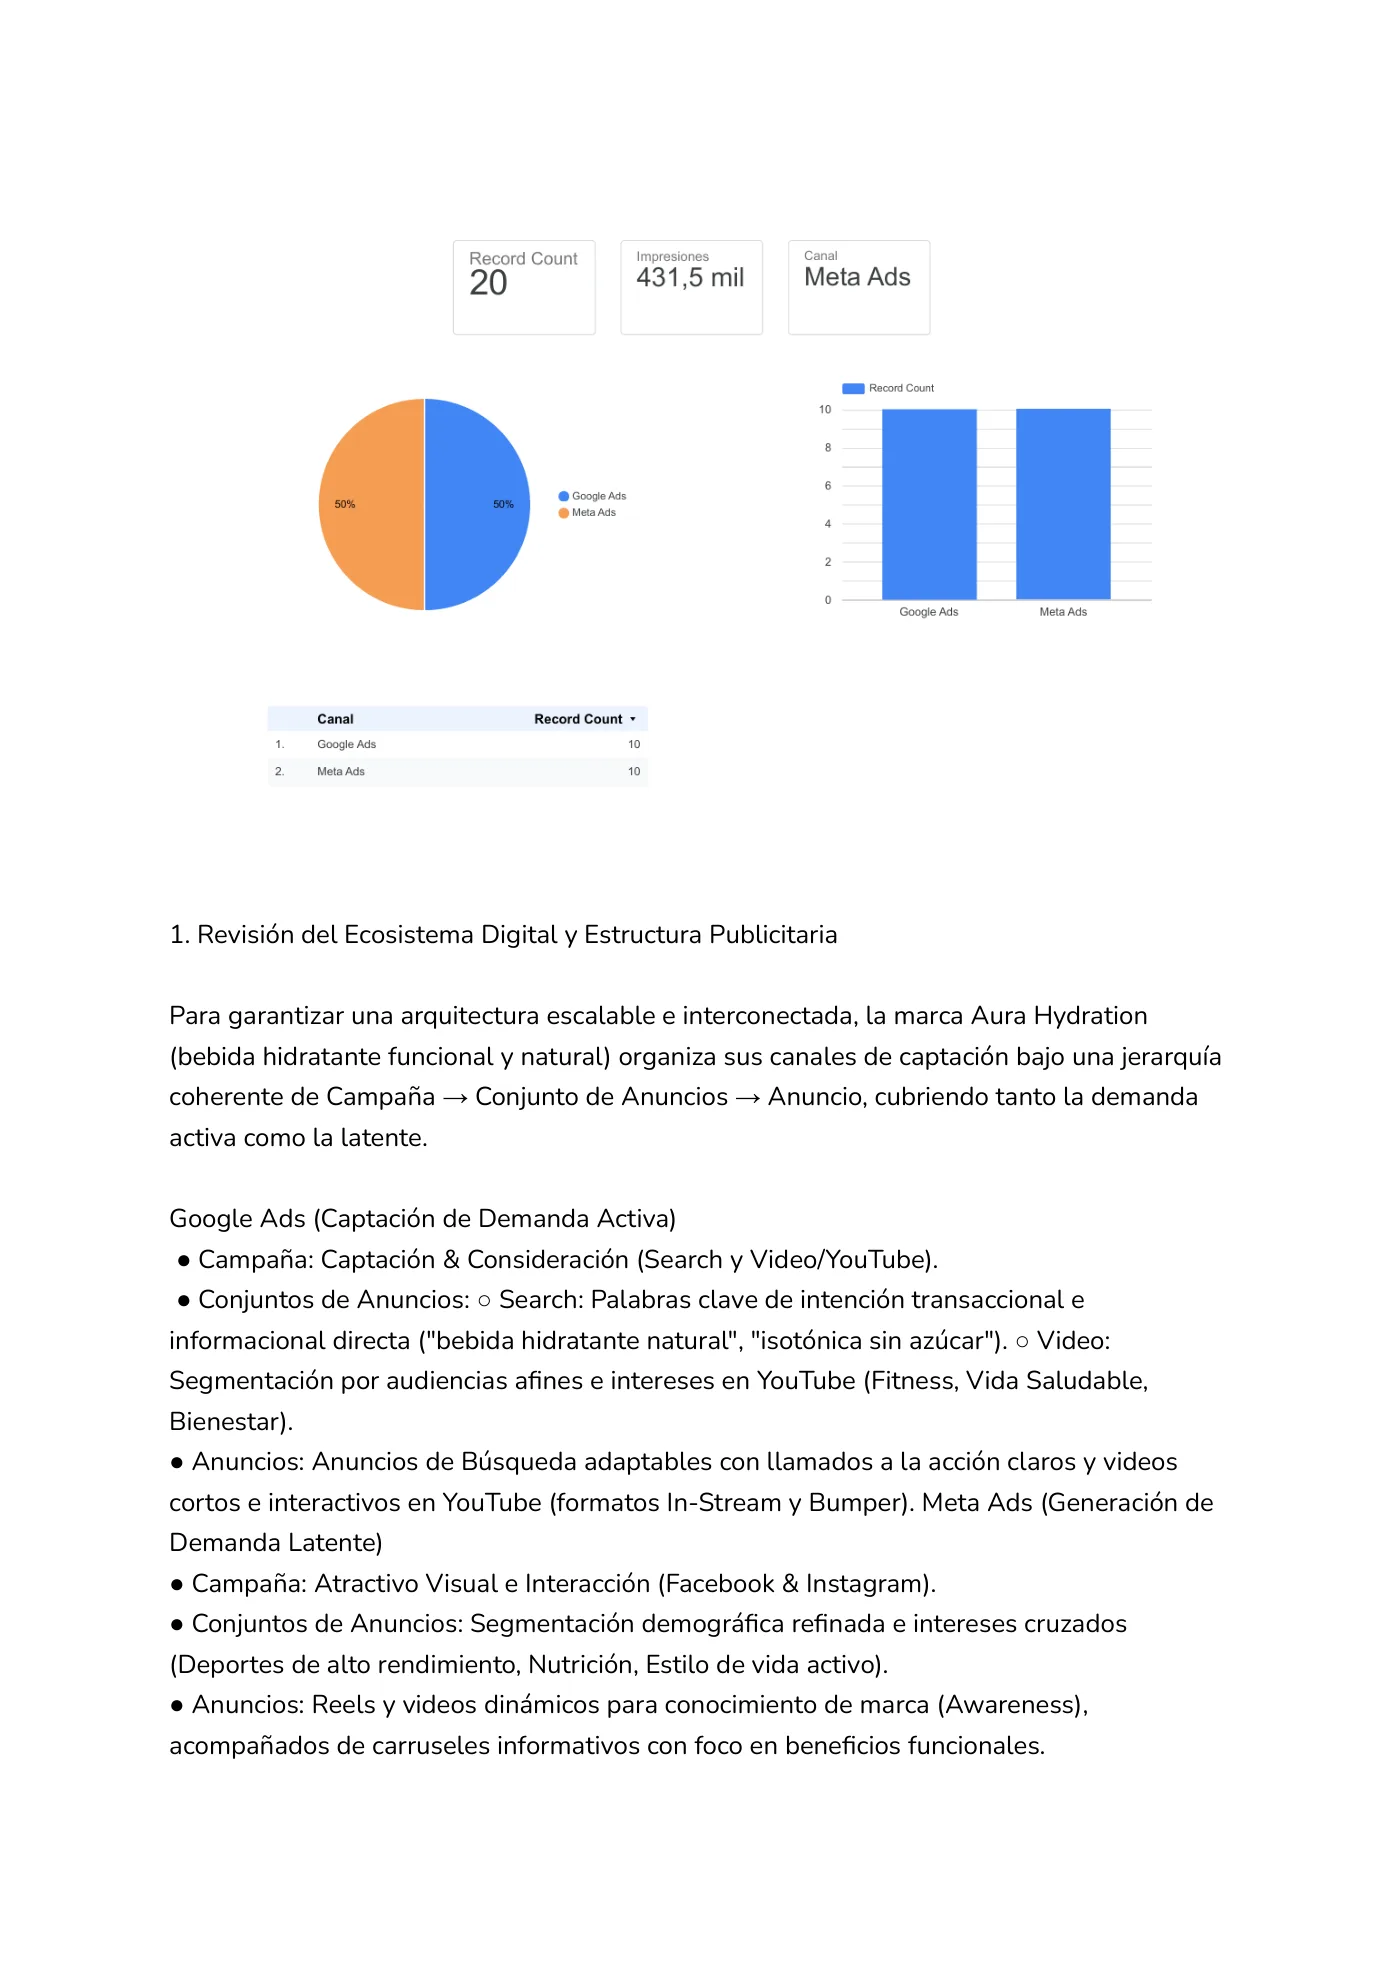 Record Count
20
Impresiones
431,5 mil
Canal
Meta Ads
50%
50%
Google Ads
Meta Ads
Record Count
10
8
6
4
2
0
Google Ads
Meta Ads
Canal Record Count
1. Google Ads 10
2. Meta Ads 10
1. Revisión del Ecosistema Digital y Estructura Publicitaria
Para garantizar una arquitectura escalable e interconectada, la marca Aura Hydration
(bebida hidratante funcional y natural) organiza sus canales de captación bajo una jerarquía
coherente de Campaña → Conjunto de Anuncios → Anuncio, cubriendo tanto la demanda
activa como la latente.
Google Ads (Captación de Demanda Activa)
● Campaña: Captación & Consideración (Search y Video/YouTube).
● Conjuntos de Anuncios: ○ Search: Palabras clave de intención transaccional e
informacional directa ("bebida hidratante natural", "isotónica sin azúcar"). ○ Video:
Segmentación por audiencias afines e intereses en YouTube (Fitness, Vida Saludable,
Bienestar).
● Anuncios: Anuncios de Búsqueda adaptables con llamados a la acción claros y videos
cortos e interactivos en YouTube (formatos In-Stream y Bumper). Meta Ads (Generación de
Demanda Latente)
● Campaña: Atractivo Visual e Interacción (Facebook & Instagram).
● Conjuntos de Anuncios: Segmentación demográfica refinada e intereses cruzados
(Deportes de alto rendimiento, Nutrición, Estilo de vida activo).
● Anuncios: Reels y videos dinámicos para conocimiento de marca (Awareness),
acompañados de carruseles informativos con foco en beneficios funcionales.